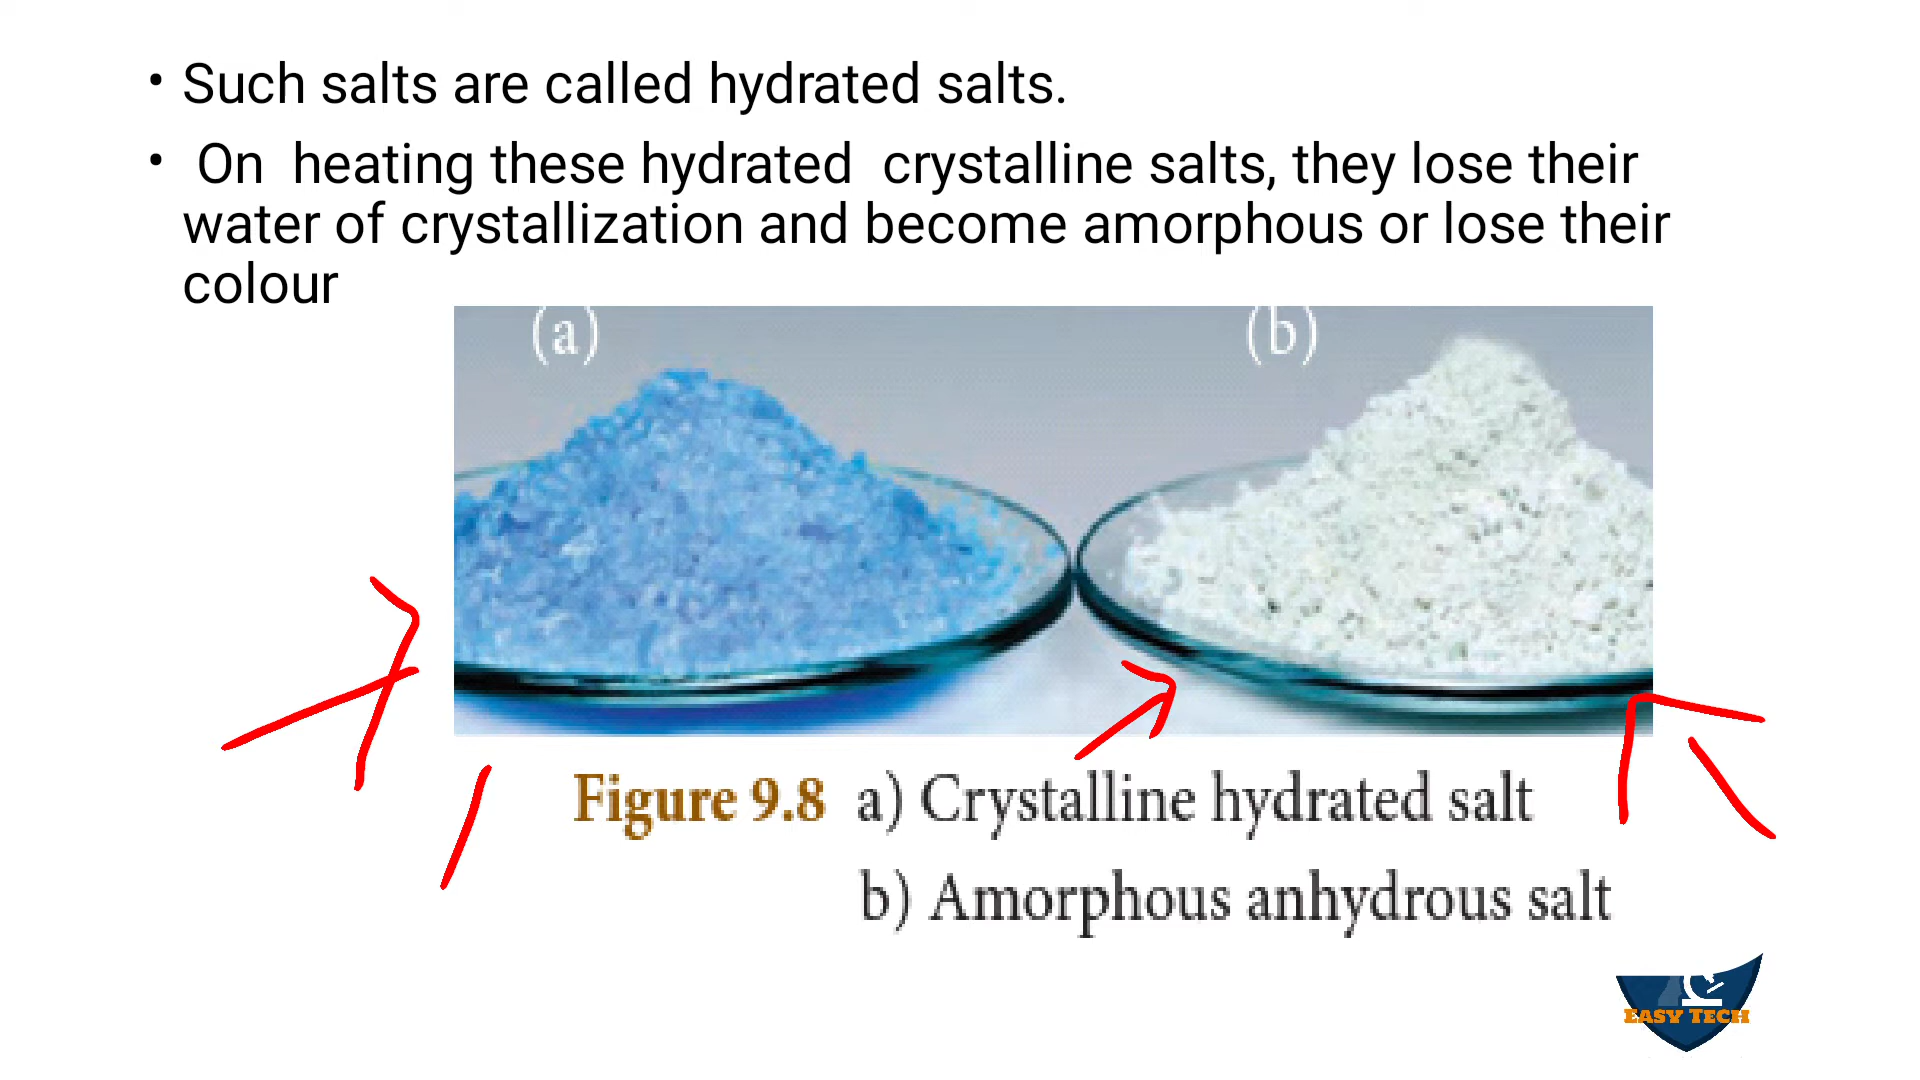 • Such salts are called hydrated salts.
• On heating these hydrated crystalline salts, they lose their
water of crystallization and become amorphous or lose their
colour
(a) (b)
Figure 9.8 a) Crystalline hydrated salt
b) Amorphous anhydrous salt
EASY TECH